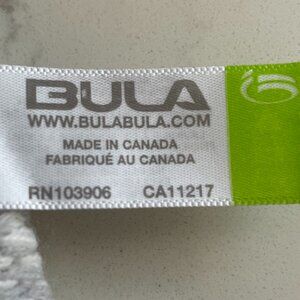 BULA
WWW.BULABULA.COM
MADE IN CANADA
FABRIQUÉ AU CANADA
RN103906 CA11217